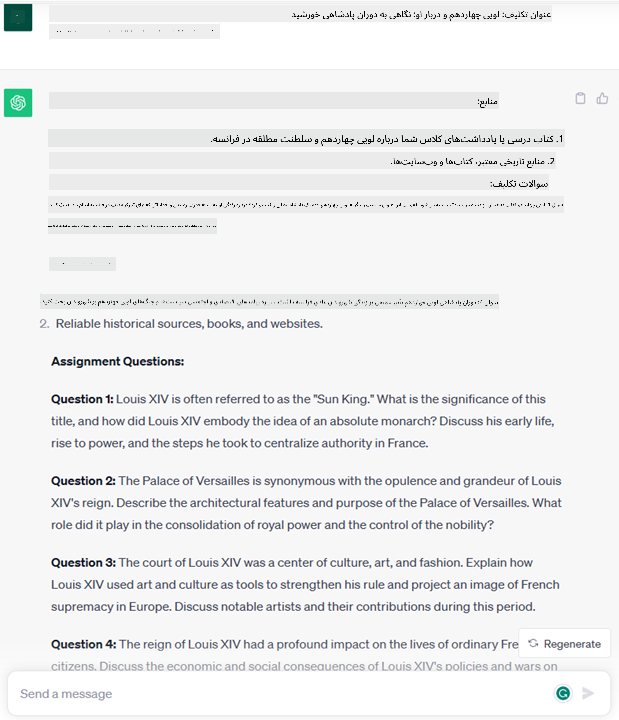 عنوان تکلیف: لویی چهاردهم و دربار او: نگاهی به دوران پادشاهی خورشید
منابع:
1. کتاب درسی یا یادداشت‌های کلاس شما درباره لویی چهاردهم و سلطنت مطلقه در فرانسه.
2. منابع تاریخی معتبر، کتاب‌ها و وب‌سایت‌ها.
سوالات تکلیف:
2. Reliable historical sources, books, and websites.
Assignment Questions:
Question 1: Louis XIV is often referred to as the "Sun King." What is the significance of this
title, and how did Louis XIV embody the idea of an absolute monarch? Discuss his early life,
rise to power, and the steps he took to centralize authority in France.
Question 2: The Palace of Versailles is synonymous with the opulence and grandeur of Louis
XIV's reign. Describe the architectural features and purpose of the Palace of Versailles. What
role did it play in the consolidation of royal power and the control of the nobility?
Question 3: The court of Louis XIV was a center of culture, art, and fashion. Explain how
Louis XIV used art and culture as tools to strengthen his rule and project an image of French
supremacy in Europe. Discuss notable artists and their contributions during this period.
Question 4: The reign of Louis XIV had a profound impact on the lives of ordinary Fre
Regenerate
citizens. Discuss the economic and social consequences of Louis XIV's policies and wars on
Send a message